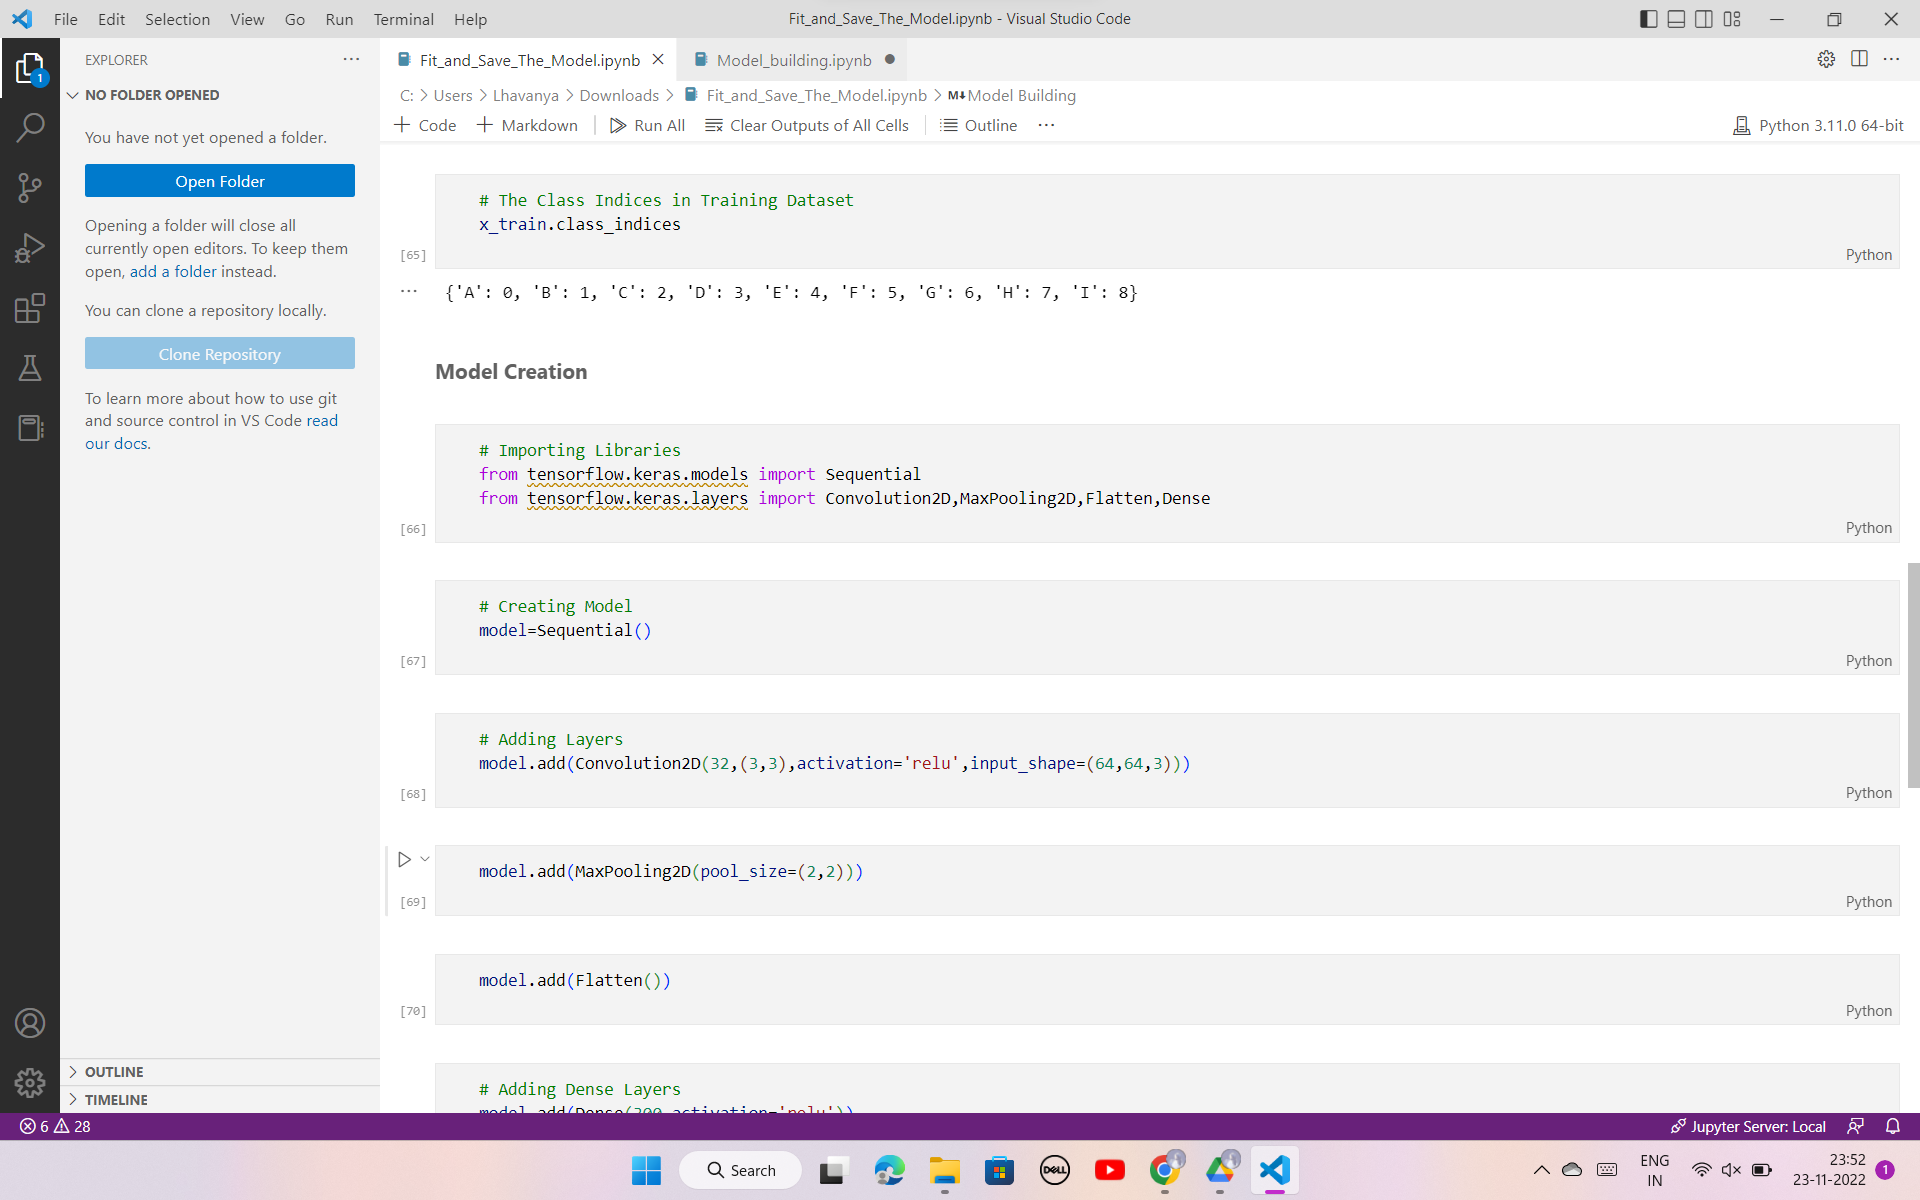 File Edit Selection View Go Run Terminal Help
Fit_and_Save_The_Model.ipynb - Visual Studio Code
1
EXPLORER
NO FOLDER OPENED
You have not yet opened a folder.
Open Folder
Opening a folder will close all
currently open editors. To keep them
open, add a folder instead.
You can clone a repository locally.
Clone Repository
To learn more about how to use git
and source control in VS Code read
our docs.
OUTLINE
TIMELINE
Fit_and_Save_The_Model.ipynb
Model_building.ipynb
C: > Users > Lhavanya > Downloads > Fit_and_Save_The_Model.ipynb > M↓Model Building
+ Code + Markdown Run All Clear Outputs of All Cells Outline ···
Python 3.11.0 64-bit
# The Class Indices in Training Dataset
x_train.class_indices
[65]
Python
{'A': 0, 'B': 1, 'C': 2, 'D': 3, 'E': 4, 'F': 5, 'G': 6, 'H': 7, 'I': 8}
Model Creation
# Importing Libraries
from tensorflow.keras.models import Sequential
from tensorflow.keras.layers import Convolution2D,MaxPooling2D,Flatten,Dense
[66]
Python
# Creating Model
model=Sequential()
[67]
Python
# Adding Layers
model.add(Convolution2D(32,(3,3),activation='relu',input_shape=(64,64,3)))
[68]
Python
model.add(MaxPooling2D(pool_size=(2,2)))
[69]
Python
model.add(Flatten())
[70]
Python
# Adding Dense Layers
model.add(Dense(300,activation='relu'))
6 28
Jupyter Server: Local
Search
DELL
ENG
IN
23:52
23-11-2022
1